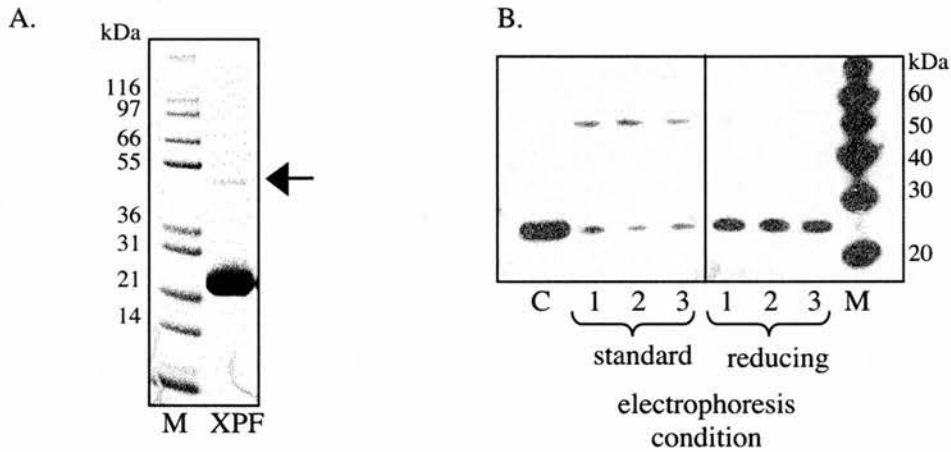 A.
kDa
116
97
66
55
36
31
21
14
M XPF
B.
kDa
60
50
40
30
20
C 1 2 3 1 2 3 M
standard reducing
electrophoresis
condition